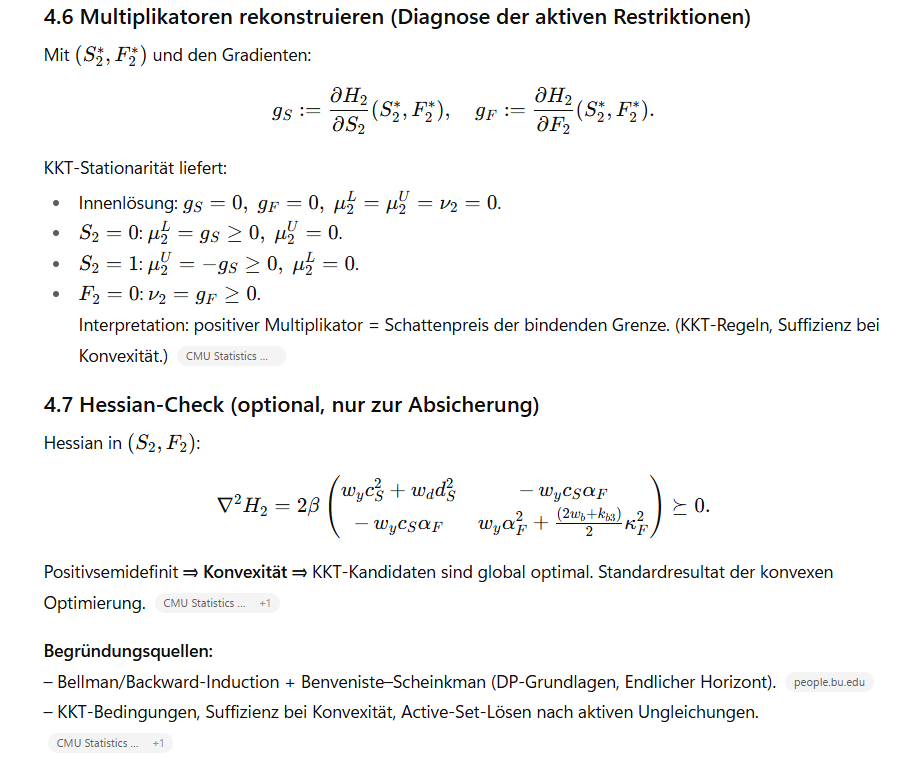 4.6 Multiplikatoren rekonstruieren (Diagnose der aktiven Restriktionen)
Mit $(S_2^*, F_2^*)$ und den Gradienten:
$g_S := \frac{\partial H_2}{\partial S_2}(S_2^*, F_2^*), \quad g_F := \frac{\partial H_2}{\partial F_2}(S_2^*, F_2^*).$
KKT-Stationarität liefert:
• Innenlösung: $g_S = 0,\ g_F = 0,\ \mu_2^L = \mu_2^U = \nu_2 = 0.$
• $S_2 = 0$: $\mu_2^L = g_S \geq 0,\ \mu_2^U = 0.$
• $S_2 = 1$: $\mu_2^U = -g_S \geq 0,\ \mu_2^L = 0.$
• $F_2 = 0$: $\nu_2 = g_F \geq 0.$
Interpretation: positiver Multiplikator = Schattenpreis der bindenden Grenze. (KKT-Regeln, Suffizienz bei
Konvexität.) CMU Statistics ...
4.7 Hessian-Check (optional, nur zur Absicherung)
Hessian in $(S_2, F_2)$:
$\nabla^2 H_2 = 2\beta \begin{pmatrix} w_y c_S^2 + w_d d_S^2 & -w_y c_S \alpha_F \\ -w_y c_S \alpha_F & w_y \alpha_F^2 + \frac{(2w_b + k_{b3})}{2} \kappa_F^2 \end{pmatrix} \succeq 0.$
Positivsemidefinit ⇒ Konvexität ⇒ KKT-Kandidaten sind global optimal. Standardresultat der konvexen
Optimierung. CMU Statistics ... +1
Begründungsquellen:
– Bellman/Backward-Induction + Benveniste–Scheinkman (DP-Grundlagen, Endlicher Horizont). people.bu.edu
– KKT-Bedingungen, Suffizienz bei Konvexität, Active-Set-Lösen nach aktiven Ungleichungen.
CMU Statistics ... +1